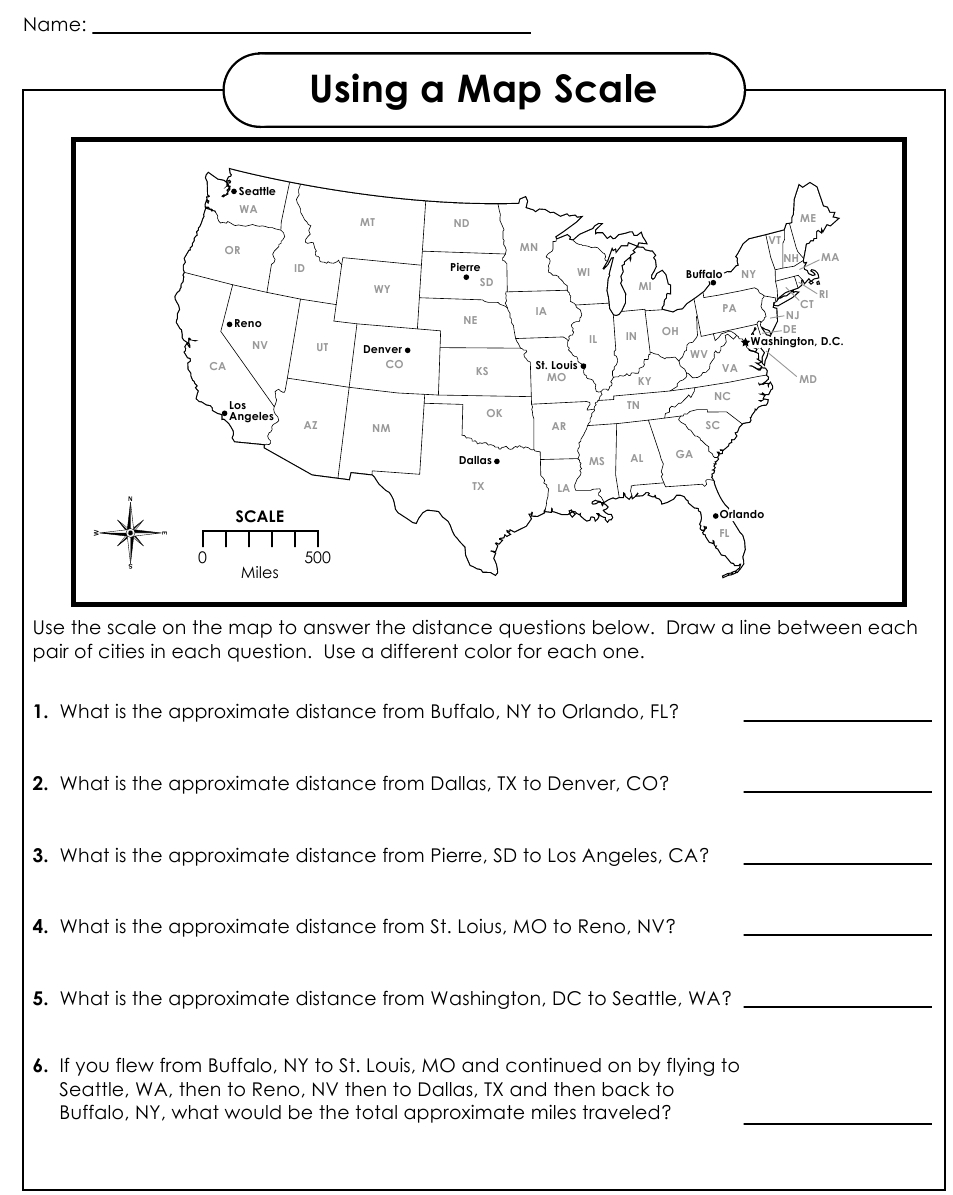 Name:
Using a Map Scale
Seattle
WA
MT
ND
MN
ME
VT
NH
MA
OR
ID
Pierre
SD
WI
MI
Buffalo
NY
WY
RI
CT
NJ
DE
Reno
NV
NE
IA
IL
IN
OH
PA
Washington, D.C.
UT
Denver
CO
St. Louis
MO
WV
VA
MD
CA
KS
KY
NC
Los
Angeles
AZ
NM
OK
AR
TN
SC
Dallas
TX
MS
AL
GA
LA
Orlando
FL
N
W
E
S
SCALE
0
500
Miles
Use the scale on the map to answer the distance questions below. Draw a line between each
pair of cities in each question. Use a different color for each one.
1. What is the approximate distance from Buffalo, NY to Orlando, FL?
2. What is the approximate distance from Dallas, TX to Denver, CO?
3. What is the approximate distance from Pierre, SD to Los Angeles, CA?
4. What is the approximate distance from St. Loius, MO to Reno, NV?
5. What is the approximate distance from Washington, DC to Seattle, WA?
6. If you flew from Buffalo, NY to St. Louis, MO and continued on by flying to
Seattle, WA, then to Reno, NV then to Dallas, TX and then back to
Buffalo, NY, what would be the total approximate miles traveled?